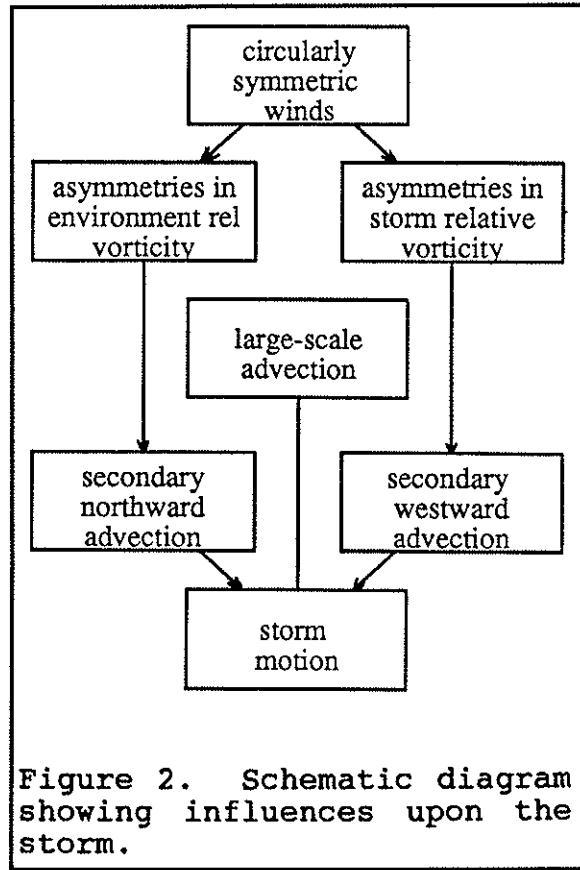 circularly
symmetric
winds
asymmetries in
environment rel
vorticity
asymmetries in
storm relative
vorticity
large-scale
advection
secondary
northward
advection
secondary
westward
advection
storm
motion
Figure 2. Schematic diagram
showing influences upon the
storm.